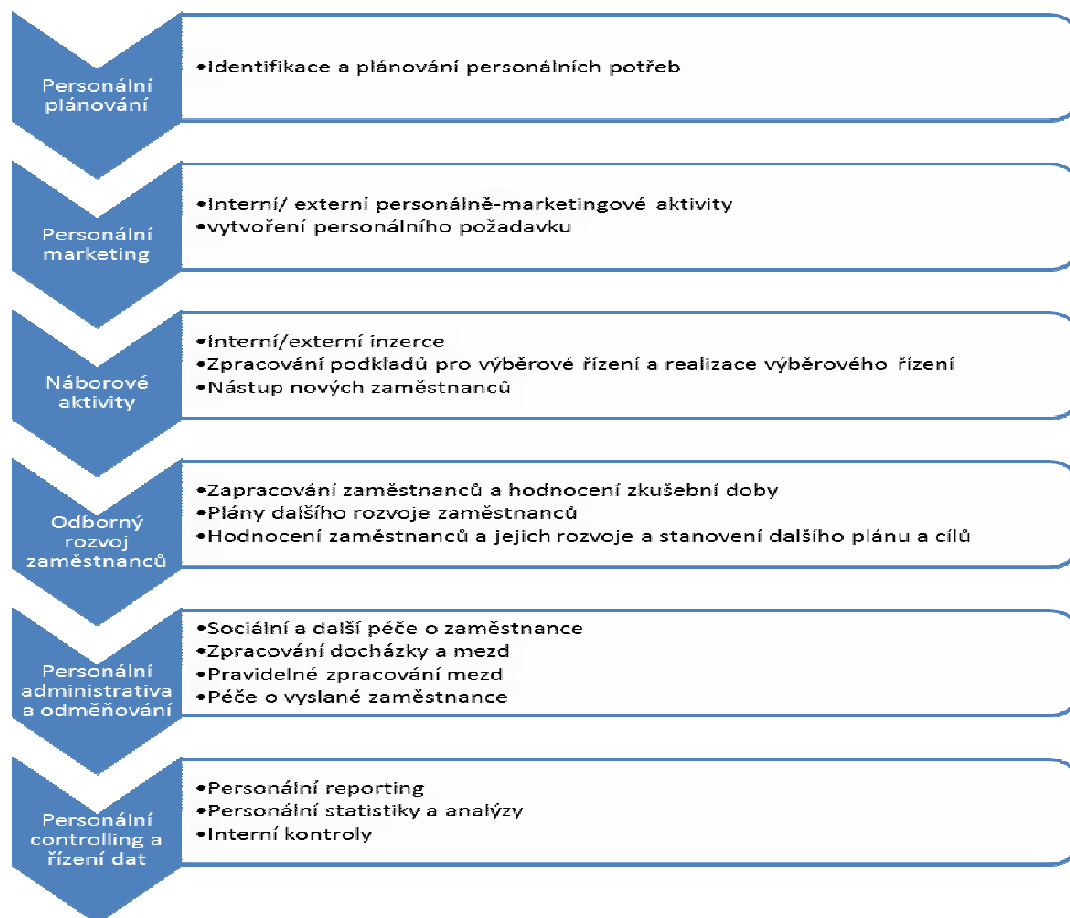 Personální
plánování
•Identifikace a plánování personálních potřeb
Personální
marketing
•Interní/ externí personálně-marketingové aktivity
•vytvoření personálního požadavku
Náborové
aktivity
•Interní/externí inzerce
•Zpracování podkladů pro výběrové řízení a realizace výběrového řízení
•Nástup nových zaměstnanců
Odborný
rozvoj
zaměstnanců
•Zapracování zaměstnanců a hodnocení zkušební doby
•Plány dalšího rozvoje zaměstnanců
•Hodnocení zaměstnanců a jejich rozvoje a stanovení dalšího plánu a cílů
Personální
administrativa
a odměňování
•Sociální a další péče o zaměstnance
•Zpracování docházky a mezd
•Pravidelné zpracování mezd
•Péče o vyslané zaměstnance
Personální
controlling a
řízení dat
•Personální reporting
•Personální statistiky a analýzy
•Interní kontroly